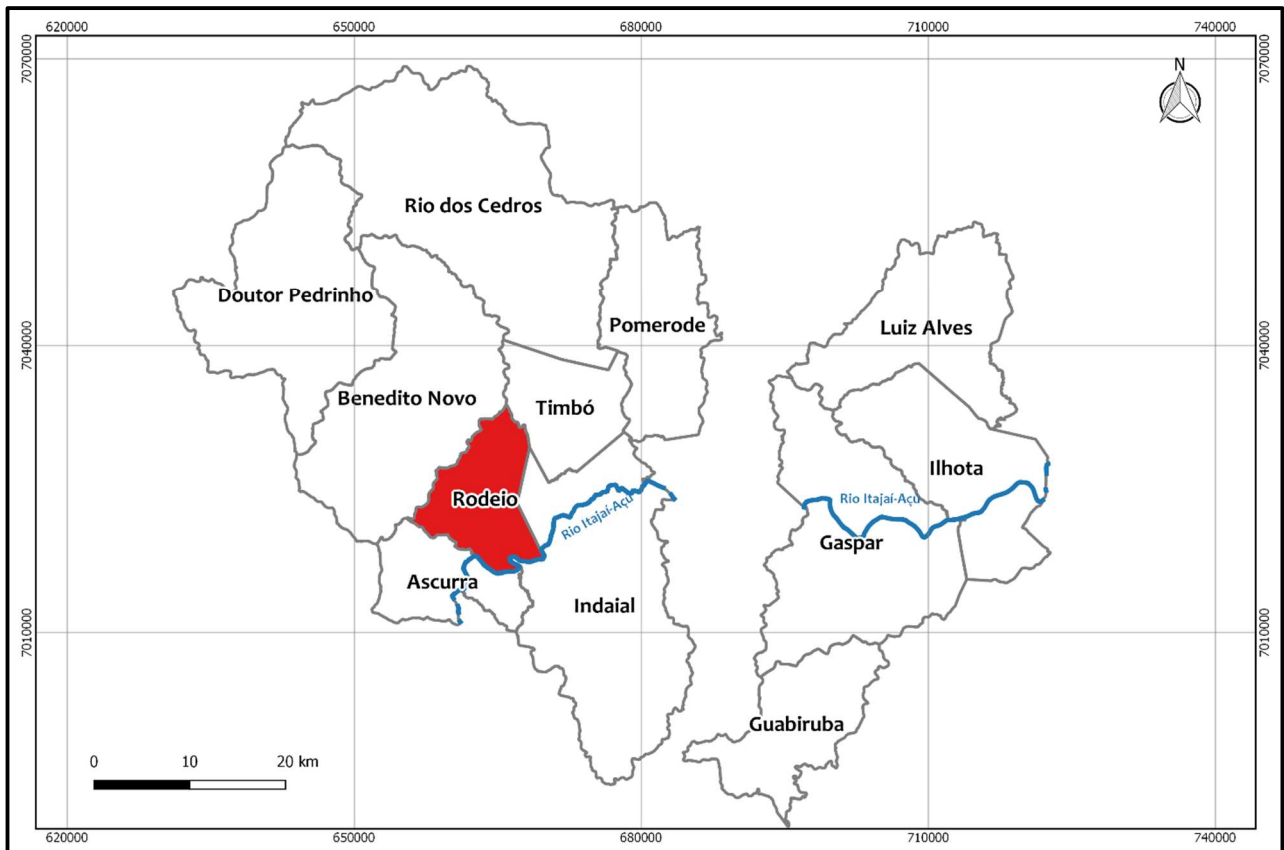 620000
650000
680000
710000
740000
7070000
7070000
N
Rio dos Cedros
Doutor Pedrinho
Pomerode
Luiz Alves
7040000
7040000
Benedito Novo
Timbó
Ilhota
Rodeio
Rio Itajaí-Açu
Rio Itajaí-Açu
Gaspar
Ascurra
Indaial
7010000
7010000
Guabiruba
0 10 20 km
620000
650000
680000
710000
740000